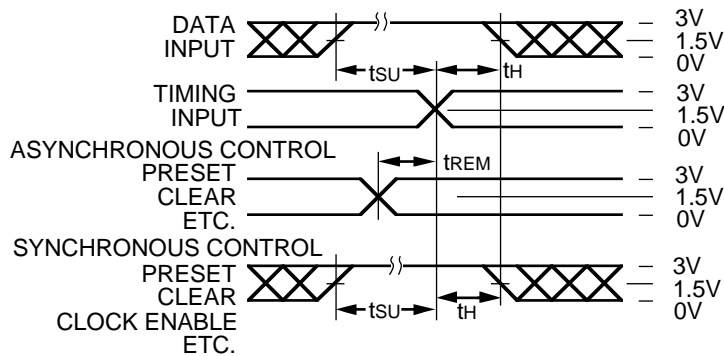 DATA
INPUT
tSU
tH
3V
1.5V
0V
TIMING
INPUT
3V
1.5V
0V
ASYNCHRONOUS CONTROL
PRESET
CLEAR
ETC.
tREM
3V
1.5V
0V
SYNCHRONOUS CONTROL
PRESET
CLEAR
CLOCK ENABLE
ETC.
tSU
tH
3V
1.5V
0V